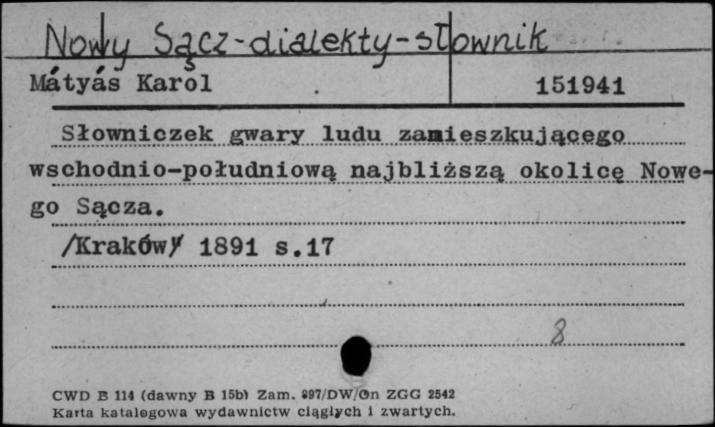 Nowy Sącz-dialekty-słownik
Mátyás Karol 151941
Słowniczek gwary ludu zamieszkującego
wschodnio-południową najbliższą okolicę Nowe-
go Sącza.
/Kraków/ 1891 s.17
8
CWD B 114 (dawny B 15b) Zam. 897/DW/On ZGG 2542
Karta katalogowa wydawnictw ciągłych i zwartych.